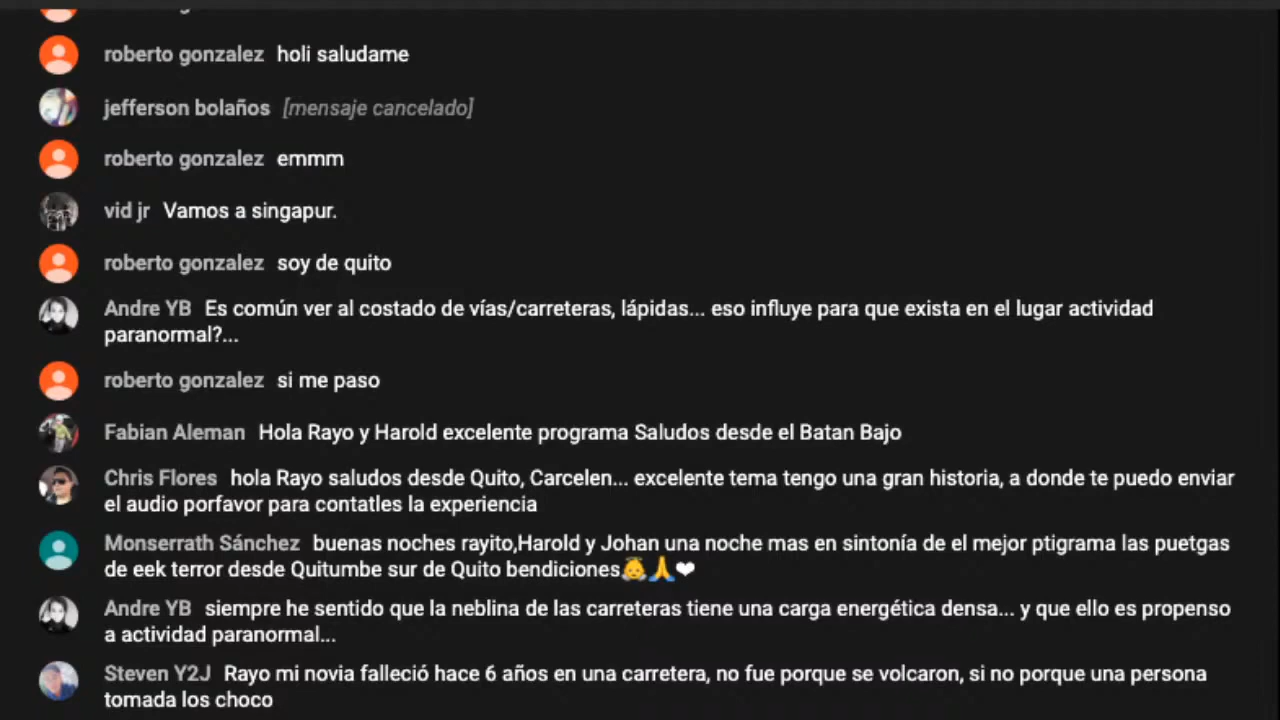 roberto gonzalez holi saludame
jefferson bolaños [mensaje cancelado]
roberto gonzalez emmm
vid jr Vamos a singapur.
roberto gonzalez soy de quito
Andre YB Es común ver al costado de vías/carreteras, lápidas... eso influye para que exista en el lugar actividad
paranormal?...
roberto gonzalez si me paso
Fabian Aleman Hola Rayo y Harold excelente programa Saludos desde el Batan Bajo
Chris Flores hola Rayo saludos desde Quito, Carcelen... excelente tema tengo una gran historia, a donde te puedo enviar
el audio porfavor para contatles la experiencia
Monserrath Sánchez buenas noches rayito,Harold y Johan una noche mas en sintonía de el mejor ptigrama las puetgas
de eek terror desde Quitumbe sur de Quito bendiciones👼🙏❤
Andre YB siempre he sentido que la neblina de las carreteras tiene una carga energética densa... y que ello es propenso
a actividad paranormal...
Steven Y2J Rayo mi novia falleció hace 6 años en una carretera, no fue porque se volcaron, si no porque una persona
tomada los choco